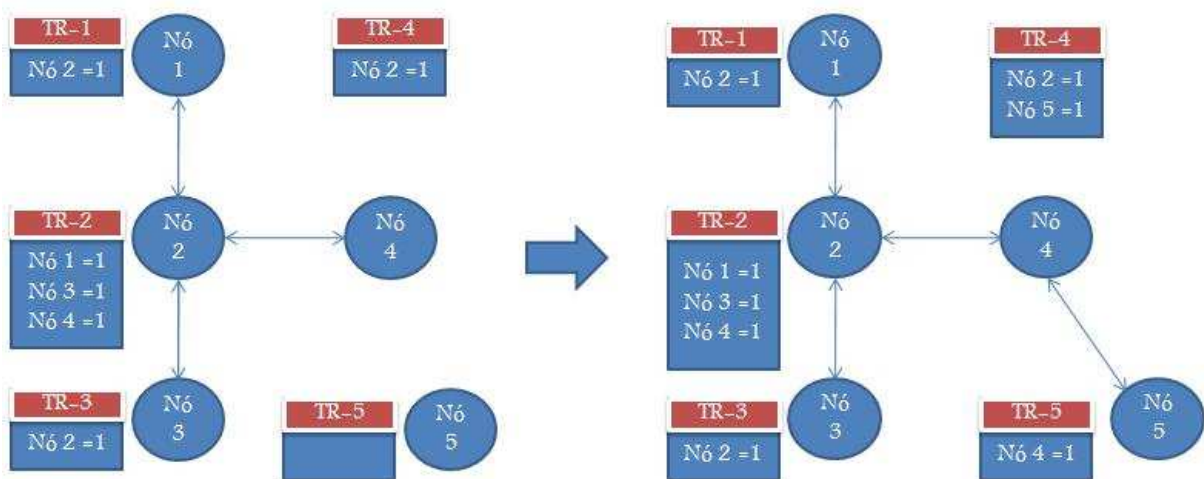 TR-1
Nó 2 =1
Nó
1
TR-4
Nó 2 =1
TR-2
Nó 1 =1
Nó 3 =1
Nó 4 =1
Nó
2
Nó
4
TR-3
Nó 2 =1
Nó
3
TR-5
Nó
5
TR-1
Nó 2 =1
Nó
1
TR-4
Nó 2 =1
Nó 5 =1
TR-2
Nó 1 =1
Nó 3 =1
Nó 4 =1
Nó
2
Nó
4
TR-3
Nó 2 =1
Nó
3
TR-5
Nó 4 =1
Nó
5